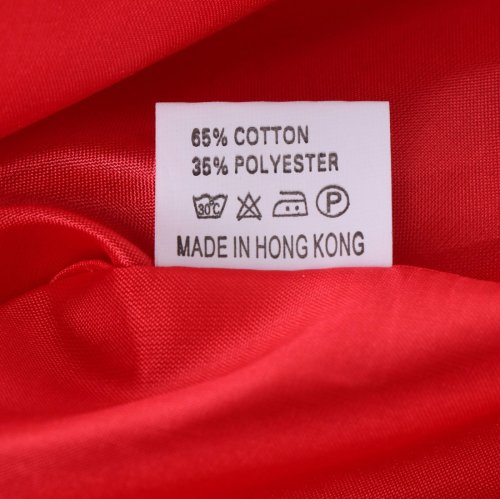 65% COTTON
35% POLYESTER
30°C P
MADE IN HONG KONG